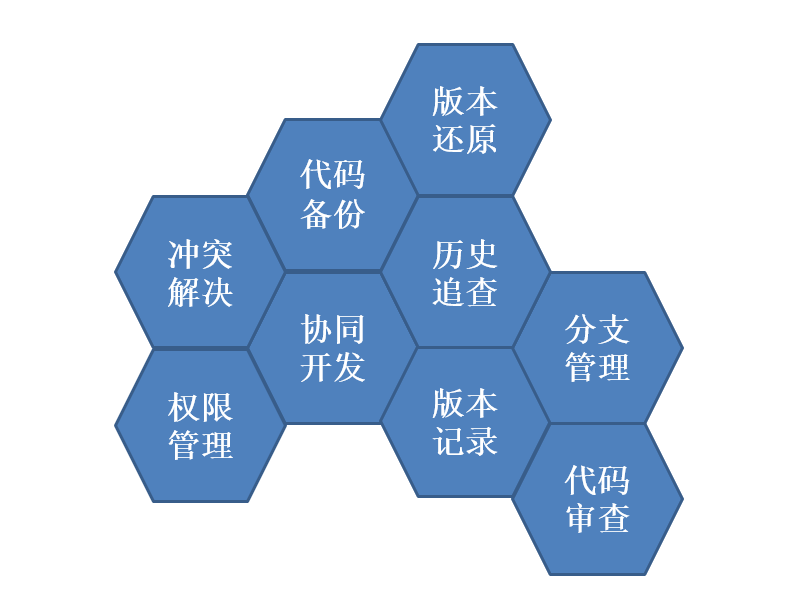 版本
还原
代码
备份
冲突
解决
历史
追查
协同
开发
分支
管理
权限
管理
版本
记录
代码
审查